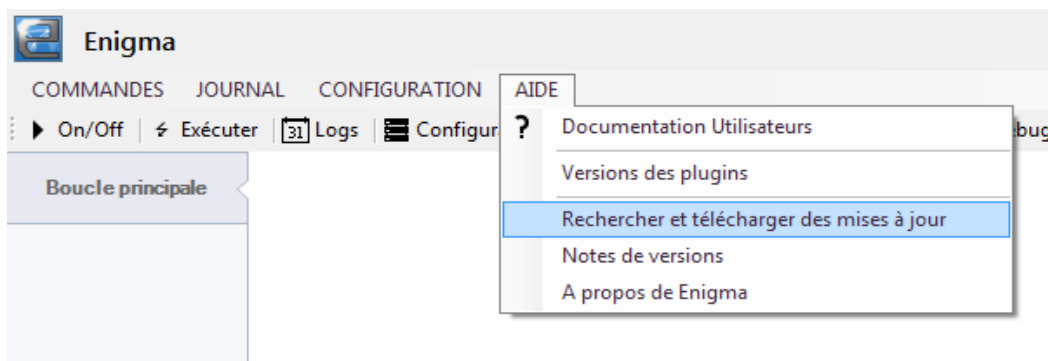 Enigma
COMMANDES JOURNAL CONFIGURATION AIDE
On/Off Exécuter 31 Logs
? Documentation Utilisateurs
Boucle principale
Versions des plugins
Rechercher et télécharger des mises à jour
Notes de versions
A propos de Enigma